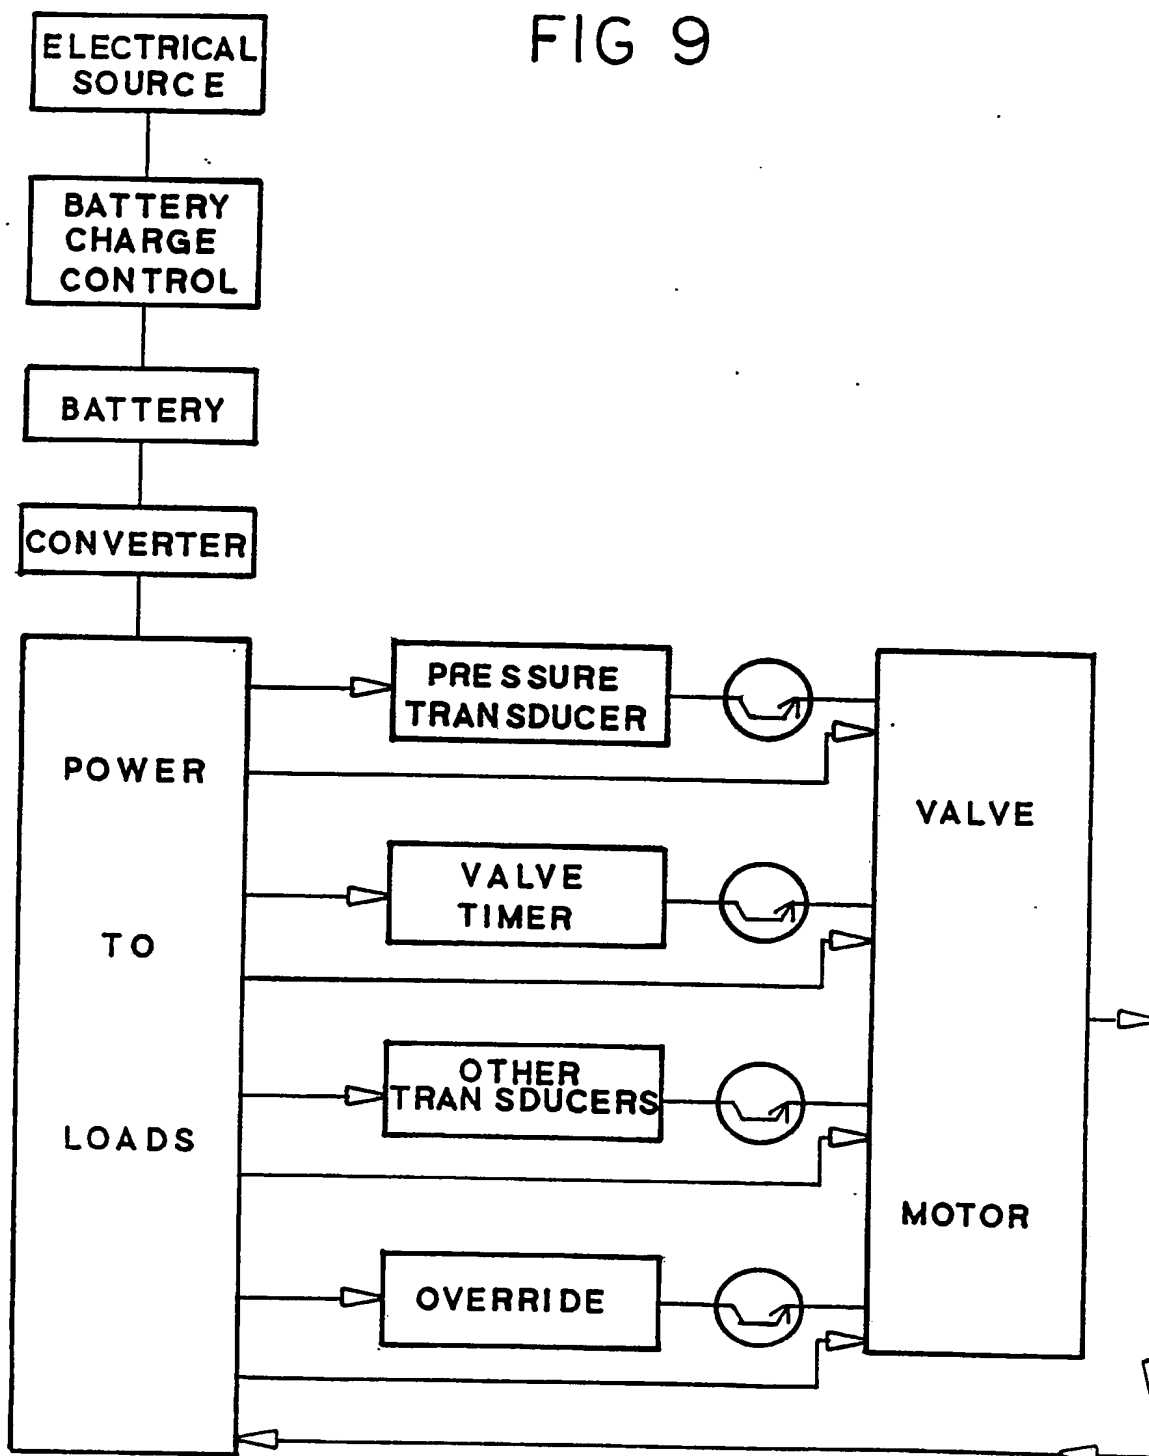 FIG 9
ELECTRICAL
SOURCE
BATTERY
CHARGE
CONTROL
BATTERY
CONVERTER
POWER
TO
LOADS
PRESSURE
TRANSDUCER
VALVE
TIMER
OTHER
TRANSDUCERS
OVERRIDE
VALVE
MOTOR